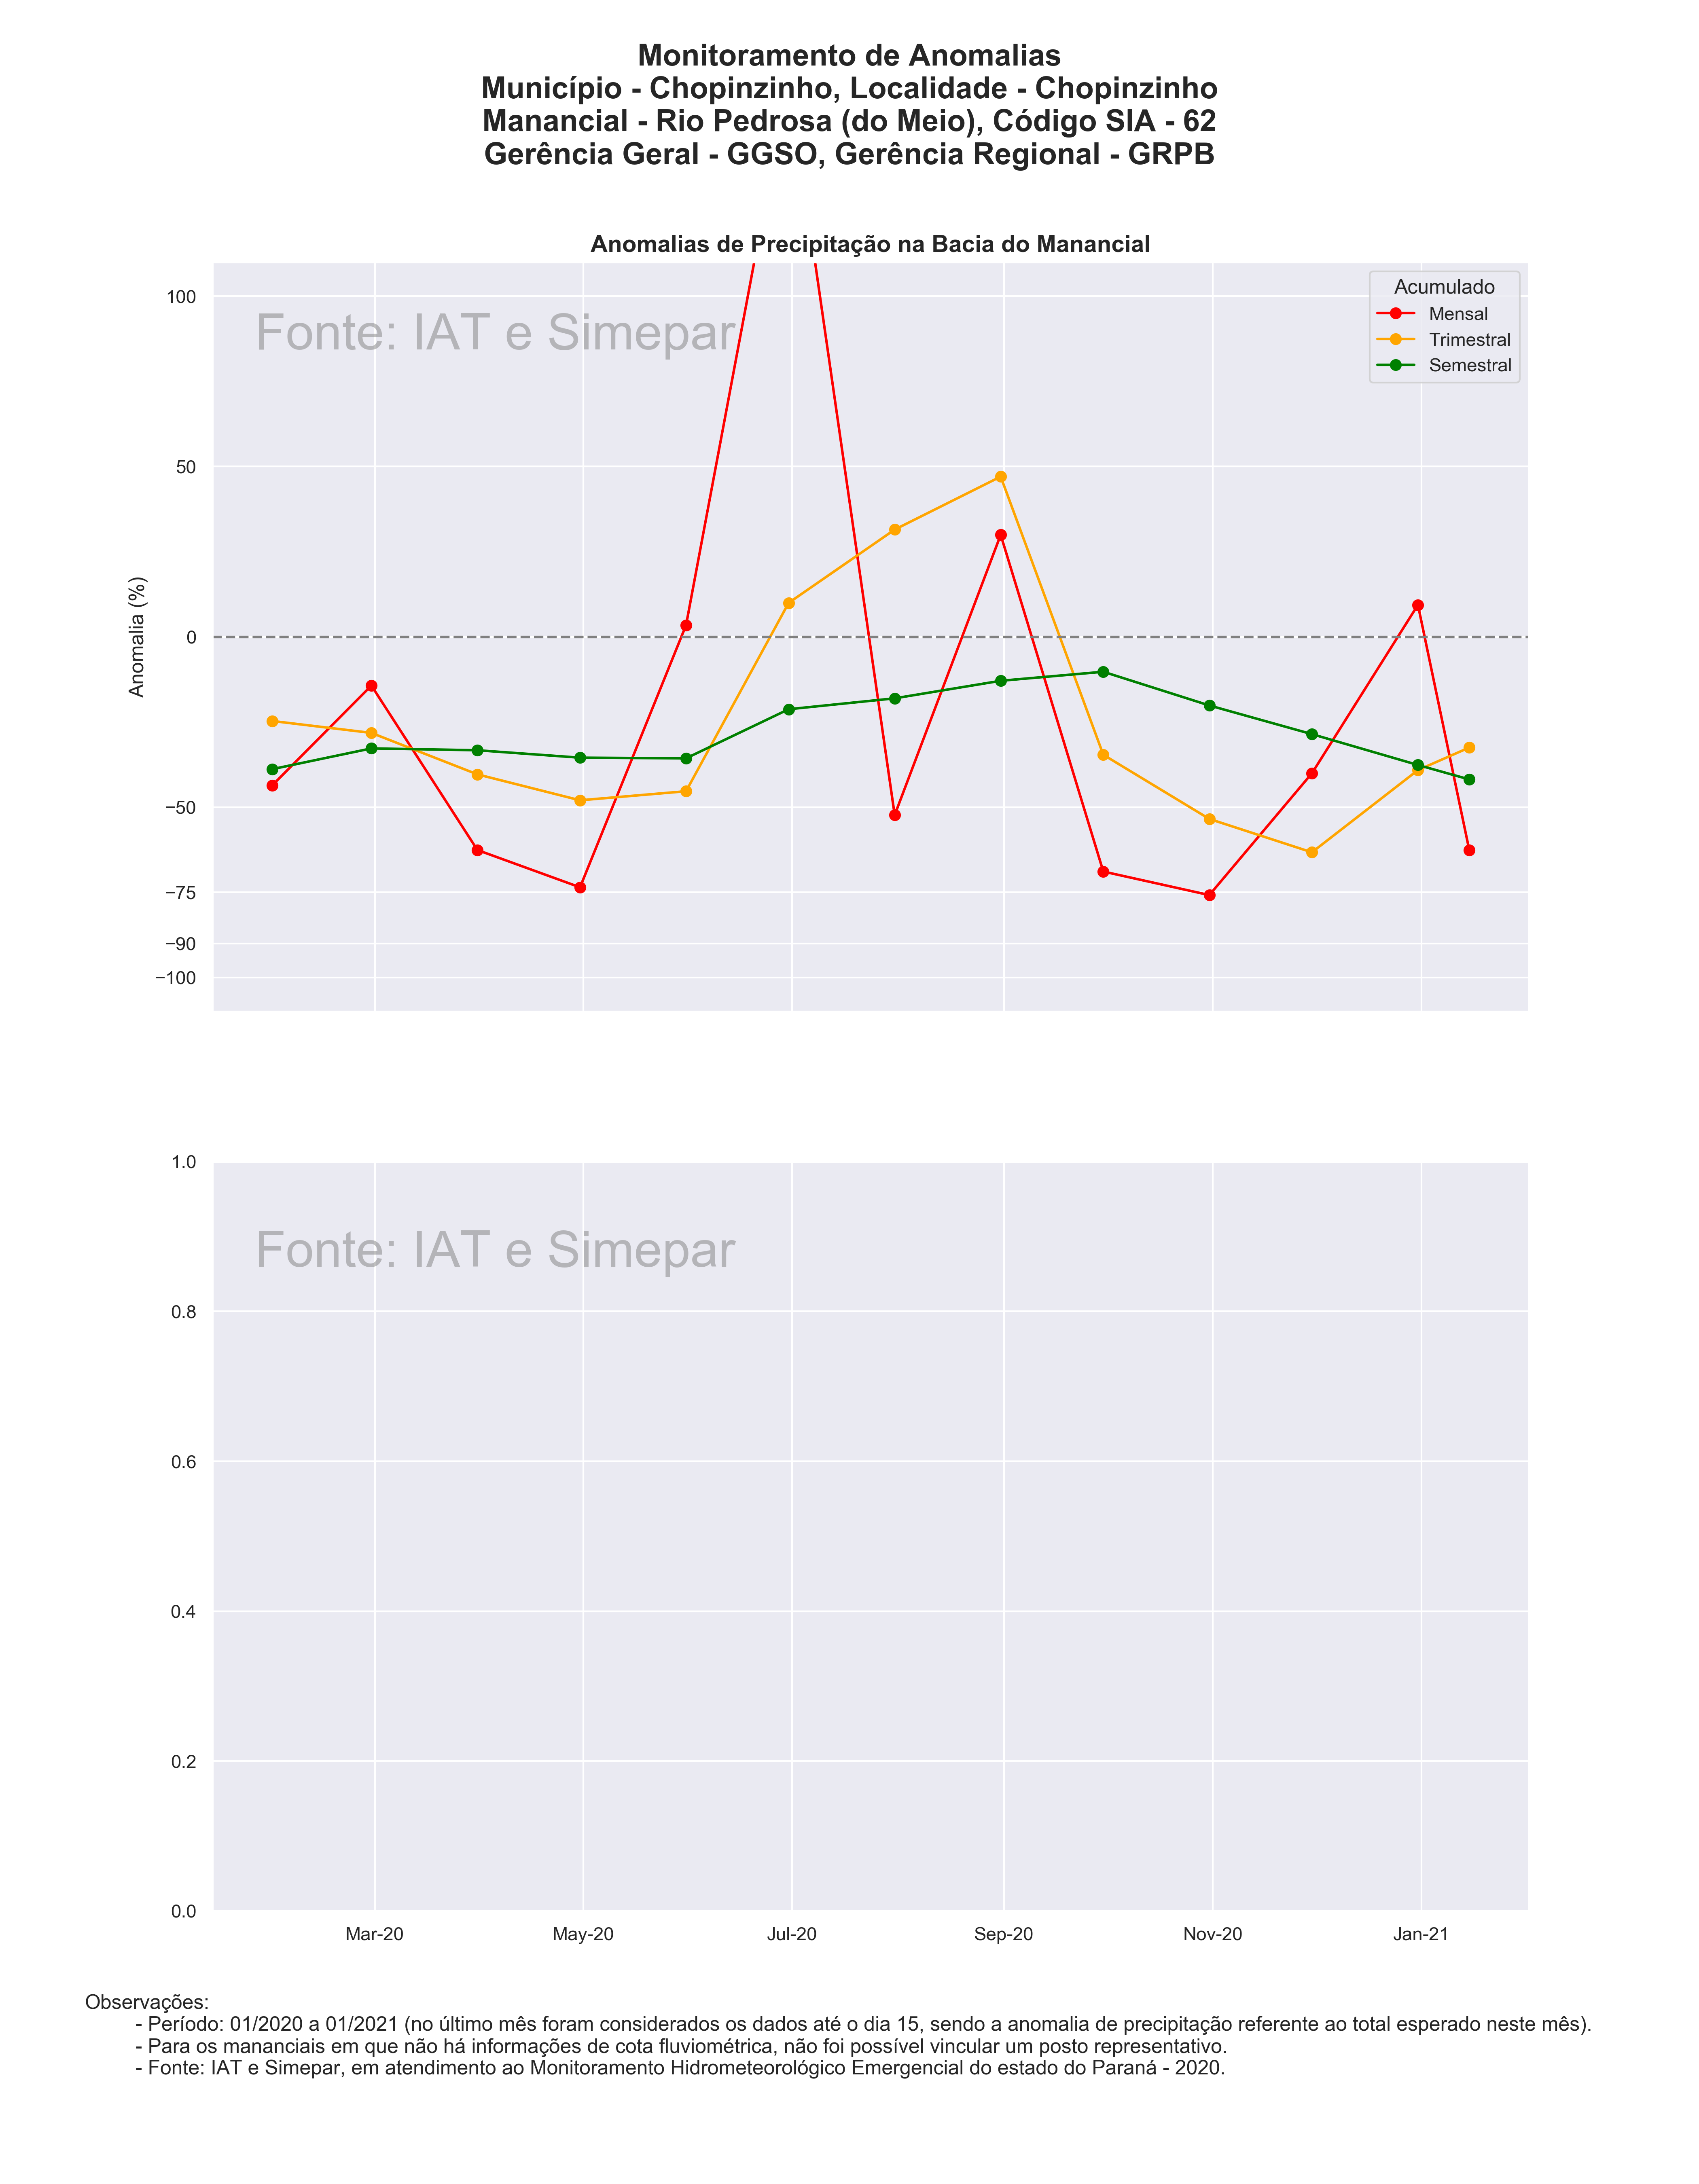 Monitoramento de Anomalias
Município - Chopinzinho, Localidade - Chopinzinho
Manancial - Rio Pedrosa (do Meio), Código SIA - 62
Gerência Geral - GGSO, Gerência Regional - GRPB
Anomalias de Precipitação na Bacia do Manancial
Fonte: IAT e Simepar
Acumulado
Mensal
Trimestral
Semestral
Anomalia (%)
100
50
0
−50
−75
−90
−100
Fonte: IAT e Simepar
1.0
0.8
0.6
0.4
0.2
0.0
Mar-20 May-20 Jul-20 Sep-20 Nov-20 Jan-21
Observações:
- Período: 01/2020 a 01/2021 (no último mês foram considerados os dados até o dia 15, sendo a anomalia de precipitação referente ao total esperado neste mês).
- Para os mananciais em que não há informações de cota fluviométrica, não foi possível vincular um posto representativo.
- Fonte: IAT e Simepar, em atendimento ao Monitoramento Hidrometeorológico Emergencial do estado do Paraná - 2020.